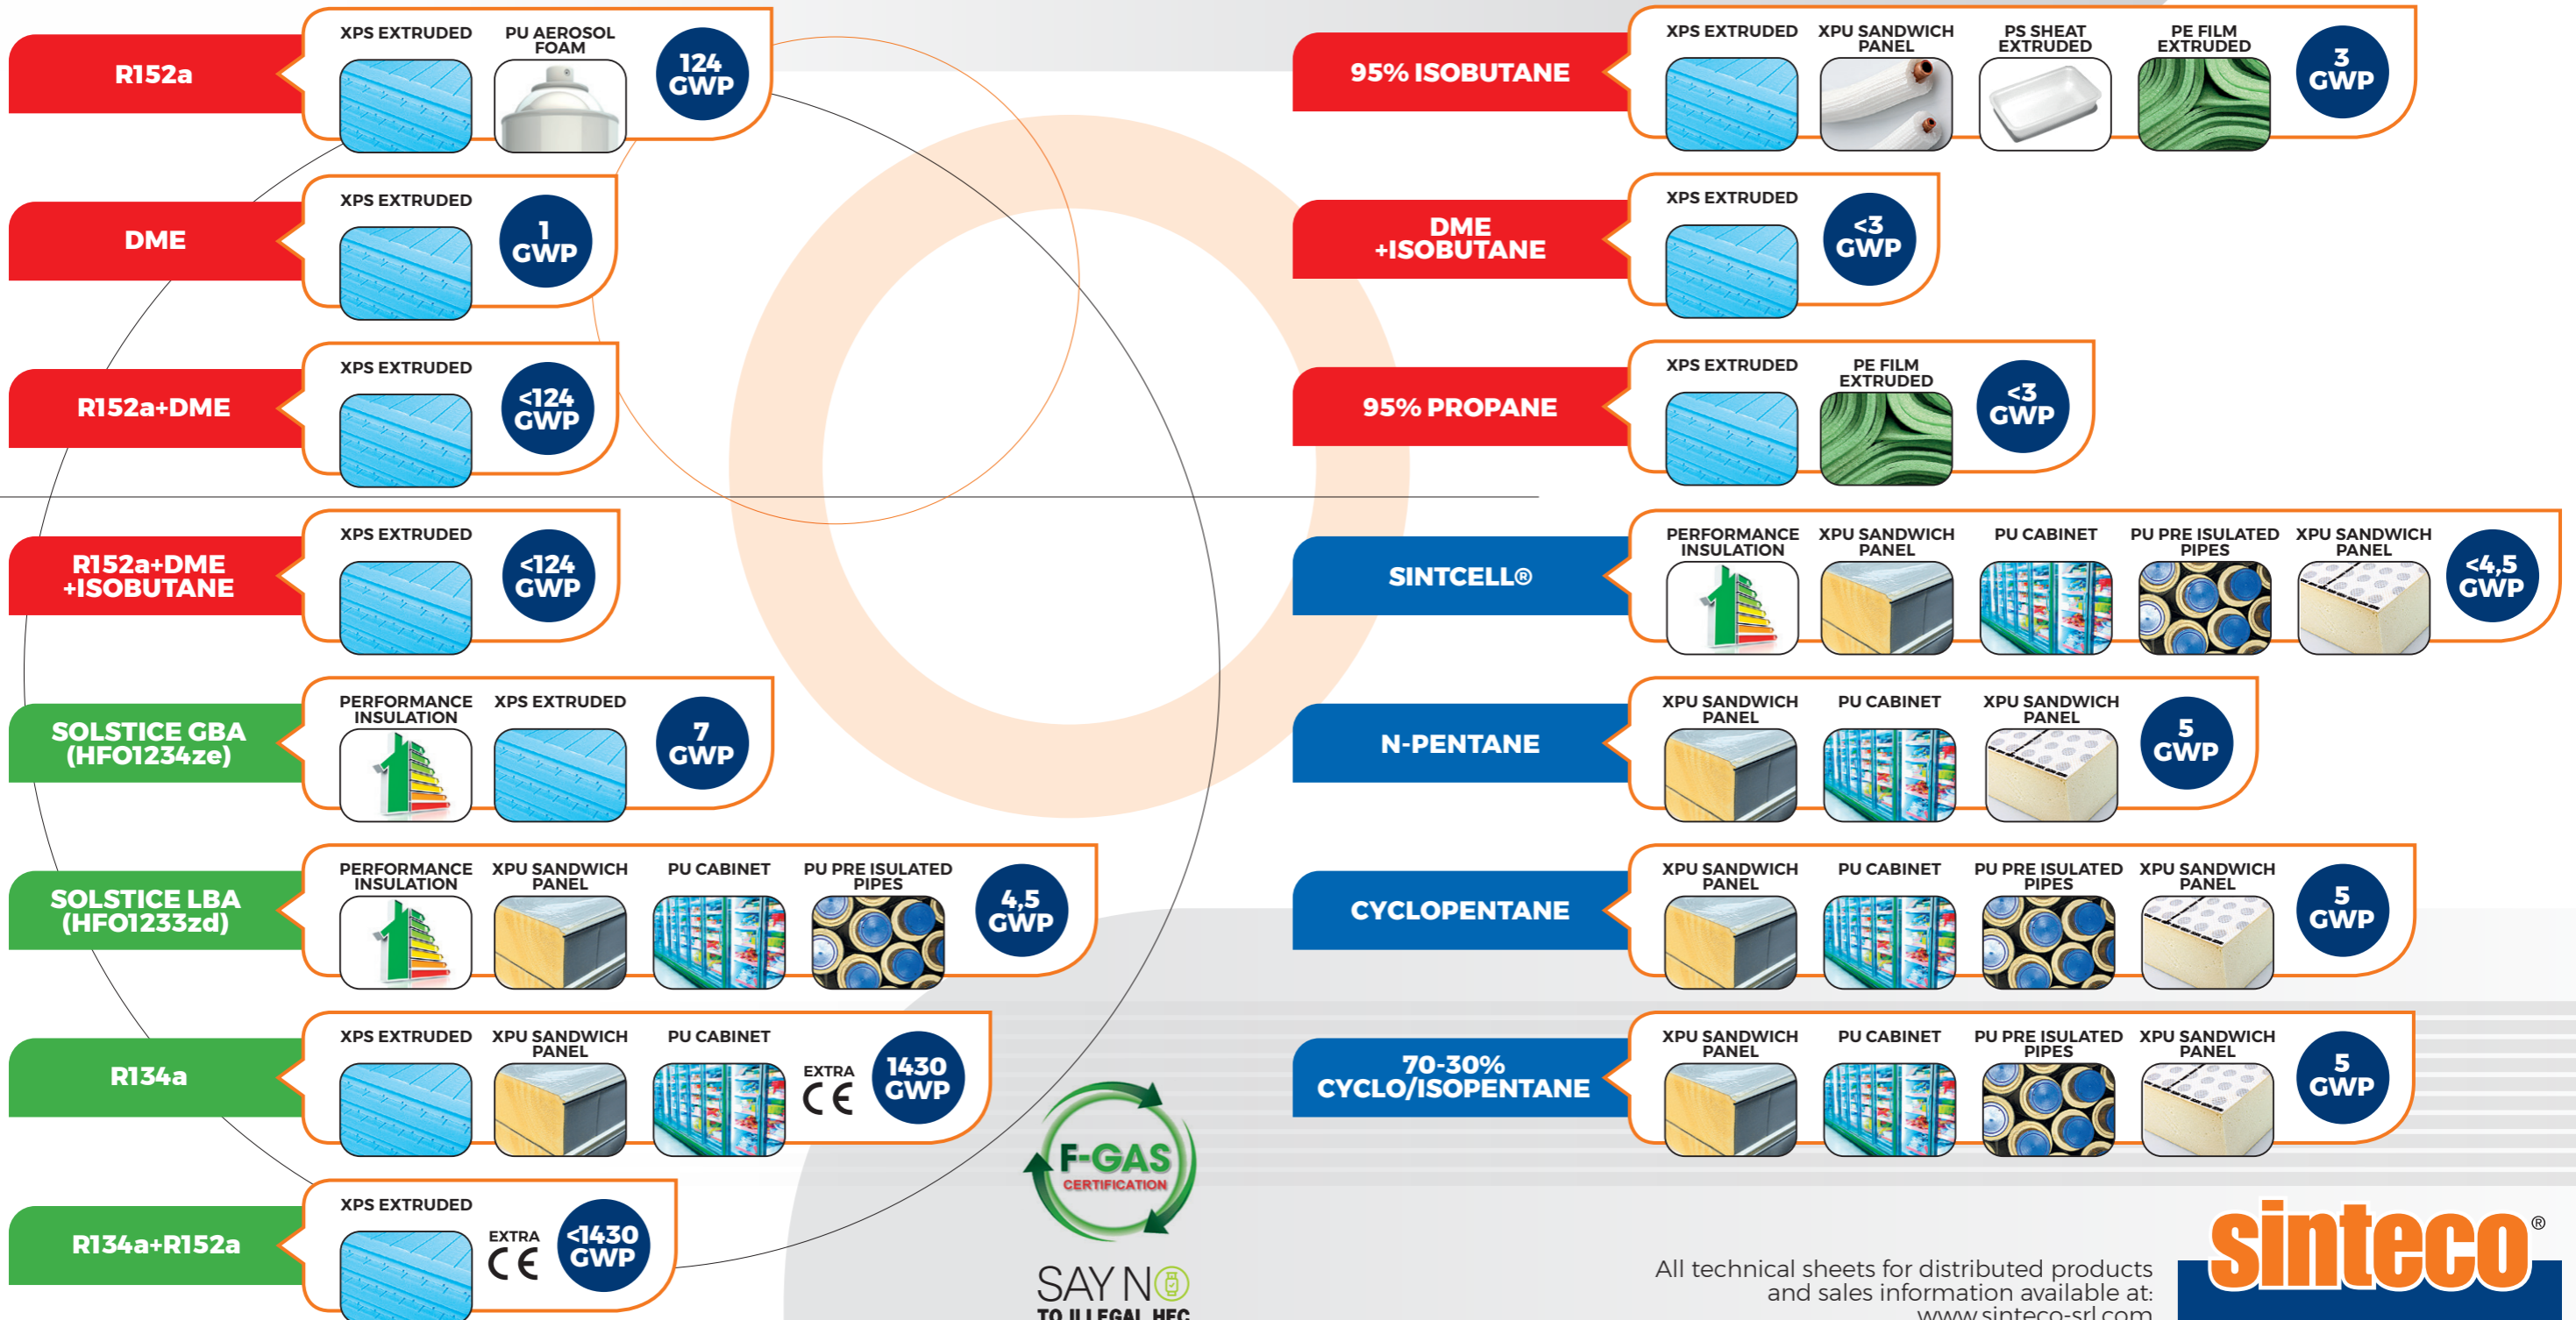 R152a
XPS EXTRUDED
PU AEROSOL
FOAM
124
GWP
DME
XPS EXTRUDED
1
GWP
R152a+DME
XPS EXTRUDED
<124
GWP
R152a+DME
+ISOBUTANE
XPS EXTRUDED
<124
GWP
SOLSTICE GBA
(HFO1234ze)
PERFORMANCE
INSULATION
XPS EXTRUDED
7
GWP
SOLSTICE LBA
(HFO1233zd)
PERFORMANCE
INSULATION
XPU SANDWICH
PANEL
PU CABINET
PU PRE ISULATED
PIPES
4,5
GWP
R134a
XPS EXTRUDED
XPU SANDWICH
PANEL
PU CABINET
EXTRA
CE
1430
GWP
R134a+R152a
XPS EXTRUDED
EXTRA
CE
<1430
GWP
F-GAS
CERTIFICATION
SAY NO
TO ILLEGAL HFC
95% ISOBUTANE
XPS EXTRUDED
XPU SANDWICH
PANEL
PS SHEAT
EXTRUDED
PE FILM
EXTRUDED
3
GWP
DME
+ISOBUTANE
XPS EXTRUDED
<3
GWP
95% PROPANE
XPS EXTRUDED
PE FILM
EXTRUDED
<3
GWP
SINTCELL®
PERFORMANCE
INSULATION
XPU SANDWICH
PANEL
PU CABINET
PU PRE ISULATED
PIPES
XPU SANDWICH
PANEL
<4,5
GWP
N-PENTANE
XPU SANDWICH
PANEL
PU CABINET
XPU SANDWICH
PANEL
5
GWP
CYCLOPENTANE
XPU SANDWICH
PANEL
PU CABINET
PU PRE ISULATED
PIPES
XPU SANDWICH
PANEL
5
GWP
70-30%
CYCLO/ISOPENTANE
XPU SANDWICH
PANEL
PU CABINET
PU PRE ISULATED
PIPES
XPU SANDWICH
PANEL
5
GWP
All technical sheets for distributed products
and sales information available at:
www.sinteco-srl.com
sinteco®